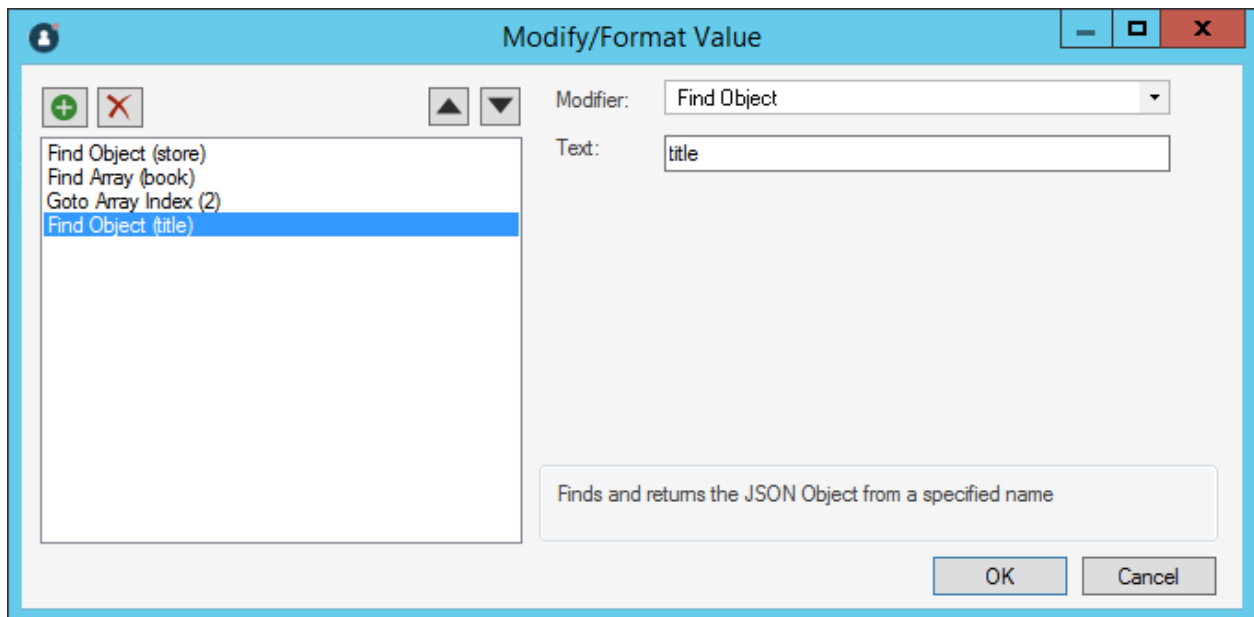 Modify/Format Value
Modifier:
Find Object
Text:
title
Find Object (store)
Find Array (book)
Goto Array Index (2)
Find Object (title)
Finds and returns the JSON Object from a specified name
OK
Cancel